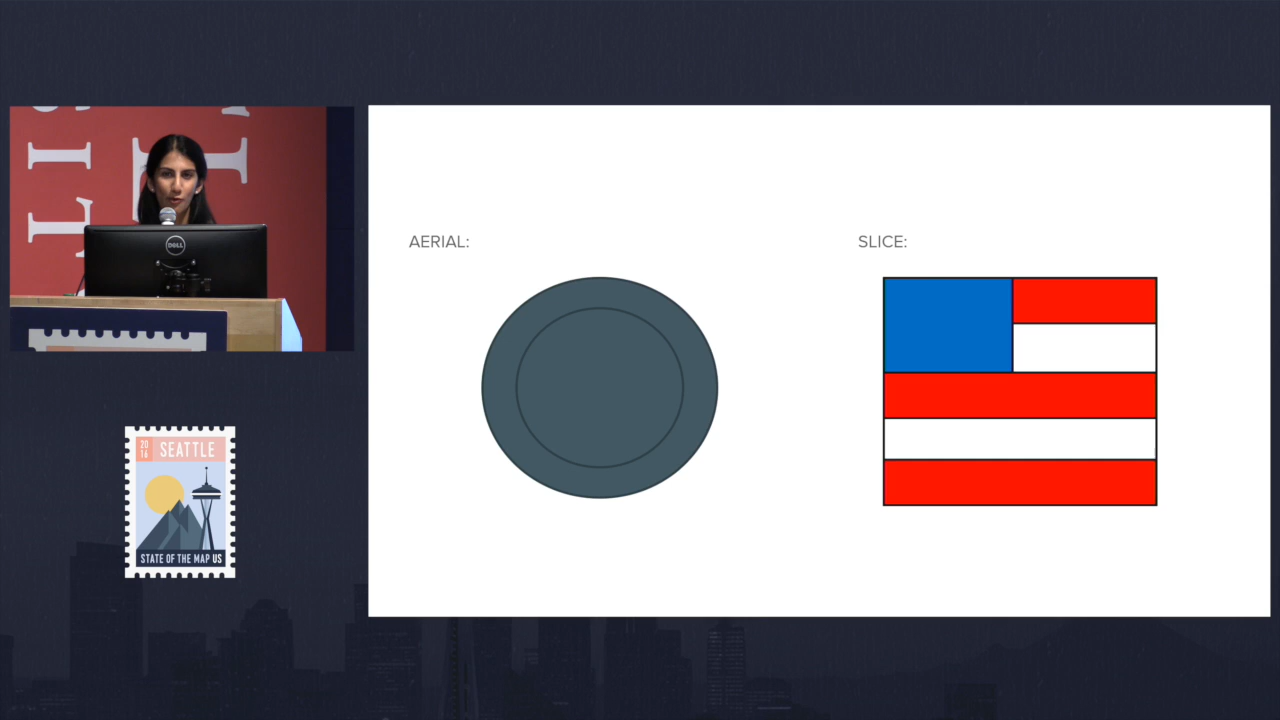 DELL
20
16
SEATTLE
STATE OF THE MAP US
AERIAL:
SLICE: